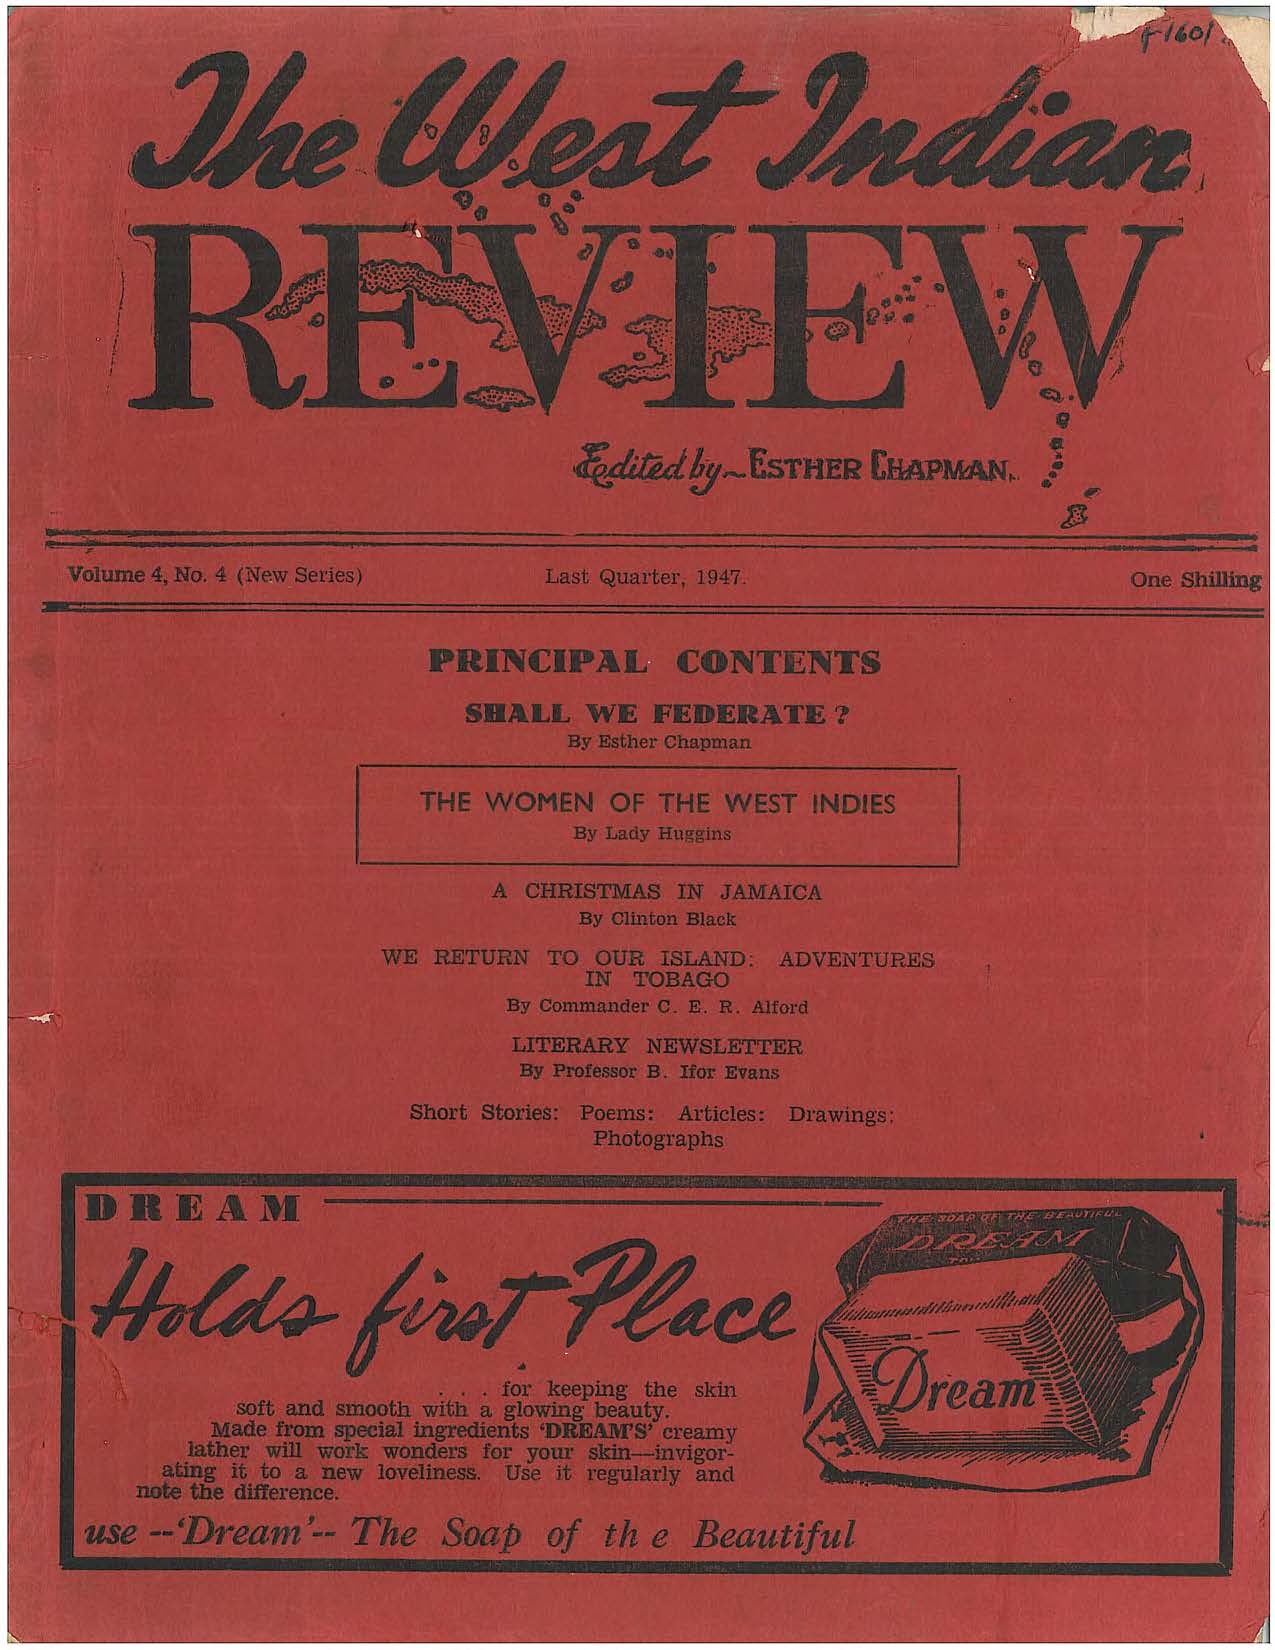 F1601.
The West Indian
REVIEW
Edited by ~ ESTHER CHAPMAN.
Volume 4, No. 4 (New Series) Last Quarter, 1947. One Shilling
PRINCIPAL CONTENTS
SHALL WE FEDERATE?
By Esther Chapman
THE WOMEN OF THE WEST INDIES
By Lady Huggins
A CHRISTMAS IN JAMAICA
By Clinton Black
WE RETURN TO OUR ISLAND: ADVENTURES
IN TOBAGO
By Commander C. E. R. Alford
LITERARY NEWSLETTER
By Professor B. Ifor Evans
Short Stories: Poems: Articles: Drawings:
Photographs
DREAM
Holds first Place
. . . for keeping the skin
soft and smooth with a glowing beauty.
Made from special ingredients 'DREAM'S' creamy
lather will work wonders for your skin—invigor-
ating it to a new loveliness. Use it regularly and
note the difference.
use --'Dream'-- The Soap of th e Beautiful
THE SOAP OF THE BEAUTIFUL
DREAM
Dream